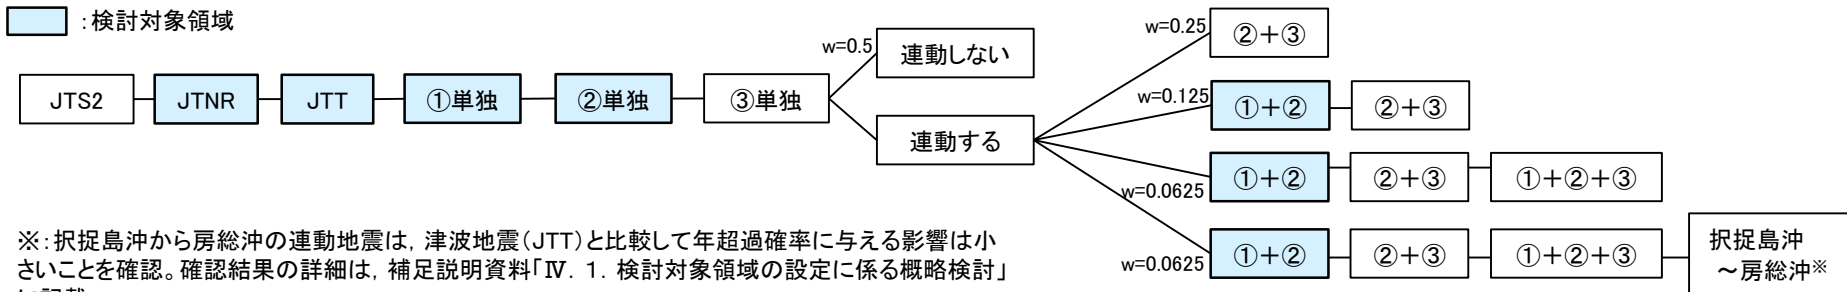 ：検討対象領域
JTS2
JTNR
JTT
①単独
②単独
③単独
w=0.5
連動しない
連動する
w=0.25
②＋③
w=0.125
①＋②
②＋③
w=0.0625
①＋②
②＋③
①＋②＋③
w=0.0625
①＋②
②＋③
①＋②＋③
択捉島沖
～房総沖※
※：択捉島沖から房総沖の連動地震は，津波地震（JTT）と比較して年超過確率に与える影響は小
さいことを確認。確認結果の詳細は，補足説明資料「Ⅳ．1．検討対象領域の設定に係る概略検討」